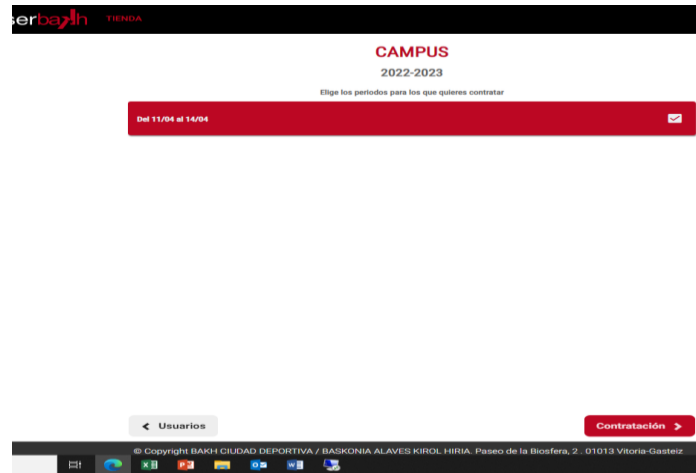 serbakh TIENDA
CAMPUS
2022-2023
Elige los periodos para los que quieres contratar
Del 11/04 al 14/04
Usuarios
Contratación
© Copyright BAKH CIUDAD DEPORTIVA / BASKONIA ALAVES KIROL HIRIA. Paseo de la Biosfera, 2 . 01013 Vitoria-Gasteiz